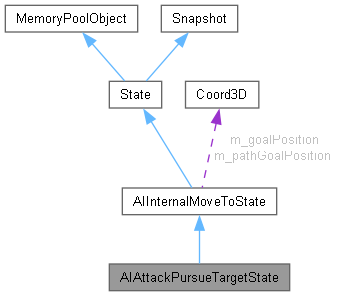 MemoryPoolObject
Snapshot
State
Coord3D
m_goalPosition
m_pathGoalPosition
AIInternalMoveToState
AIAttackPursueTargetState